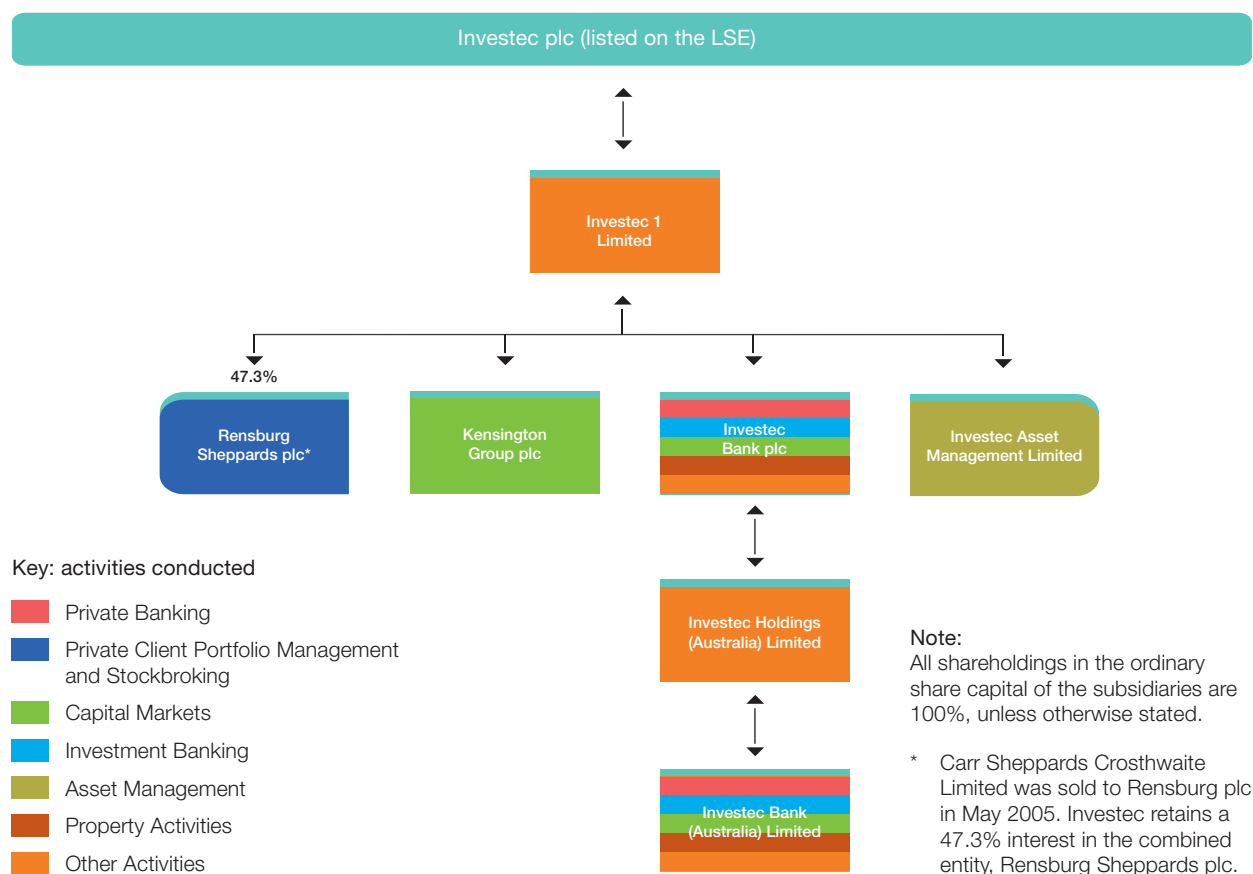 Investec plc (listed on the LSE)
Investec 1
Limited
47.3%
Rensburg
Sheppards plc*
Kensington
Group plc
Investec
Bank plc
Investec Asset
Management Limited
Investec Holdings
(Australia) Limited
Investec Bank
(Australia) Limited
Key: activities conducted
Private Banking
Private Client Portfolio Management
and Stockbroking
Capital Markets
Investment Banking
Asset Management
Property Activities
Other Activities
Note:
All shareholdings in the ordinary
share capital of the subsidiaries are
100%, unless otherwise stated.
* Carr Sheppards Crosthwaite
Limited was sold to Rensburg plc
in May 2005. Investec retains a
47.3% interest in the combined
entity, Rensburg Sheppards plc.